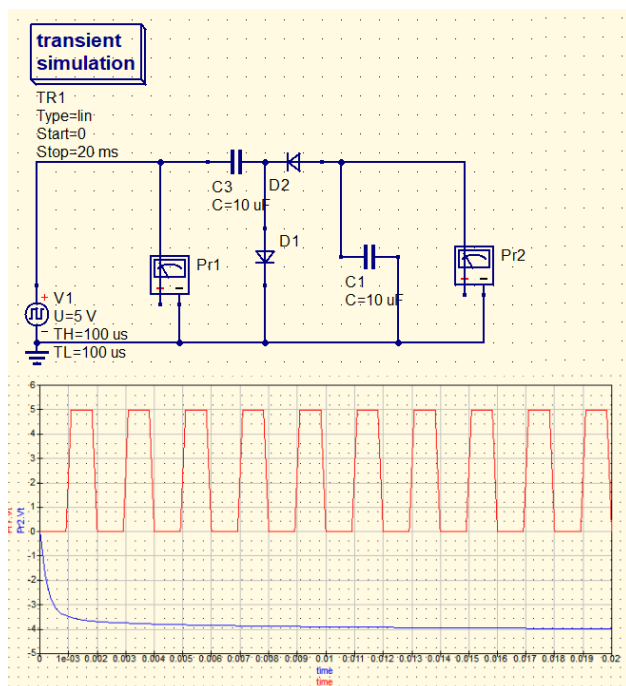 transient
simulation
TR1
Type=lin
Start=0
Stop=20 ms
C3
C=10 uF
D2
D1
Pr1
C1
C=10 uF
Pr2
V1
U=5 V
TH=100 us
TL=100 us
6
5
4
3
2
1
0
-1
-2
-3
-4
-5
Pr1.Vt
Pr2.Vt
0 1e-03 0.002 0.003 0.004 0.005 0.006 0.007 0.008 0.009 0.01 0.011 0.012 0.013 0.014 0.015 0.016 0.017 0.018 0.019 0.02
time
time